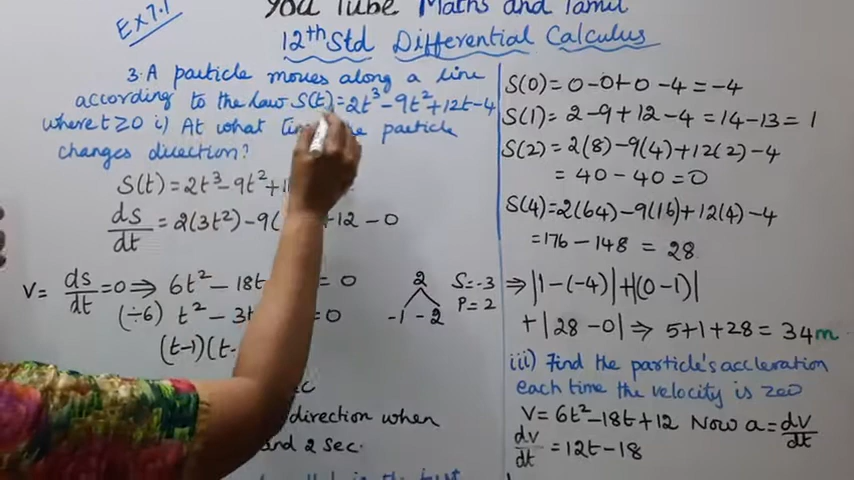 You Tube Maths and Tamil
Ex 7.1
12th Std Differential Calculus
3. A particle moves along a line
according to the law S(t)=2t³-9t²+12t-4
where t≥0 i) At what the particle
changes direction?
S(t)=2t³-9t²+1
ds/dt = 2(3t²)-9( +12-0
V= ds/dt =0 ⇒ 6t²-18t = 0
(÷6) t²-3 = 0
(t-1)(t-
2
-1 -2
S=-3
P=2
direction when
and 2 sec.
S(0)= 0-0+0-4 = -4
S(1)= 2-9+12-4 = 14-13 = 1
S(2)= 2(8)-9(4)+12(2)-4
= 40-40 = 0
S(4)=2(64)-9(16)+12(4)-4
=176-148 = 28
⇒ |1-(-4)|+|(0-1)|
+|28-0| ⇒ 5+1+28 = 34m
iii) Find the particle's accleration
each time the velocity is zeo
V= 6t²-18t+12 Now a= dv/dt
dv/dt =12t-18